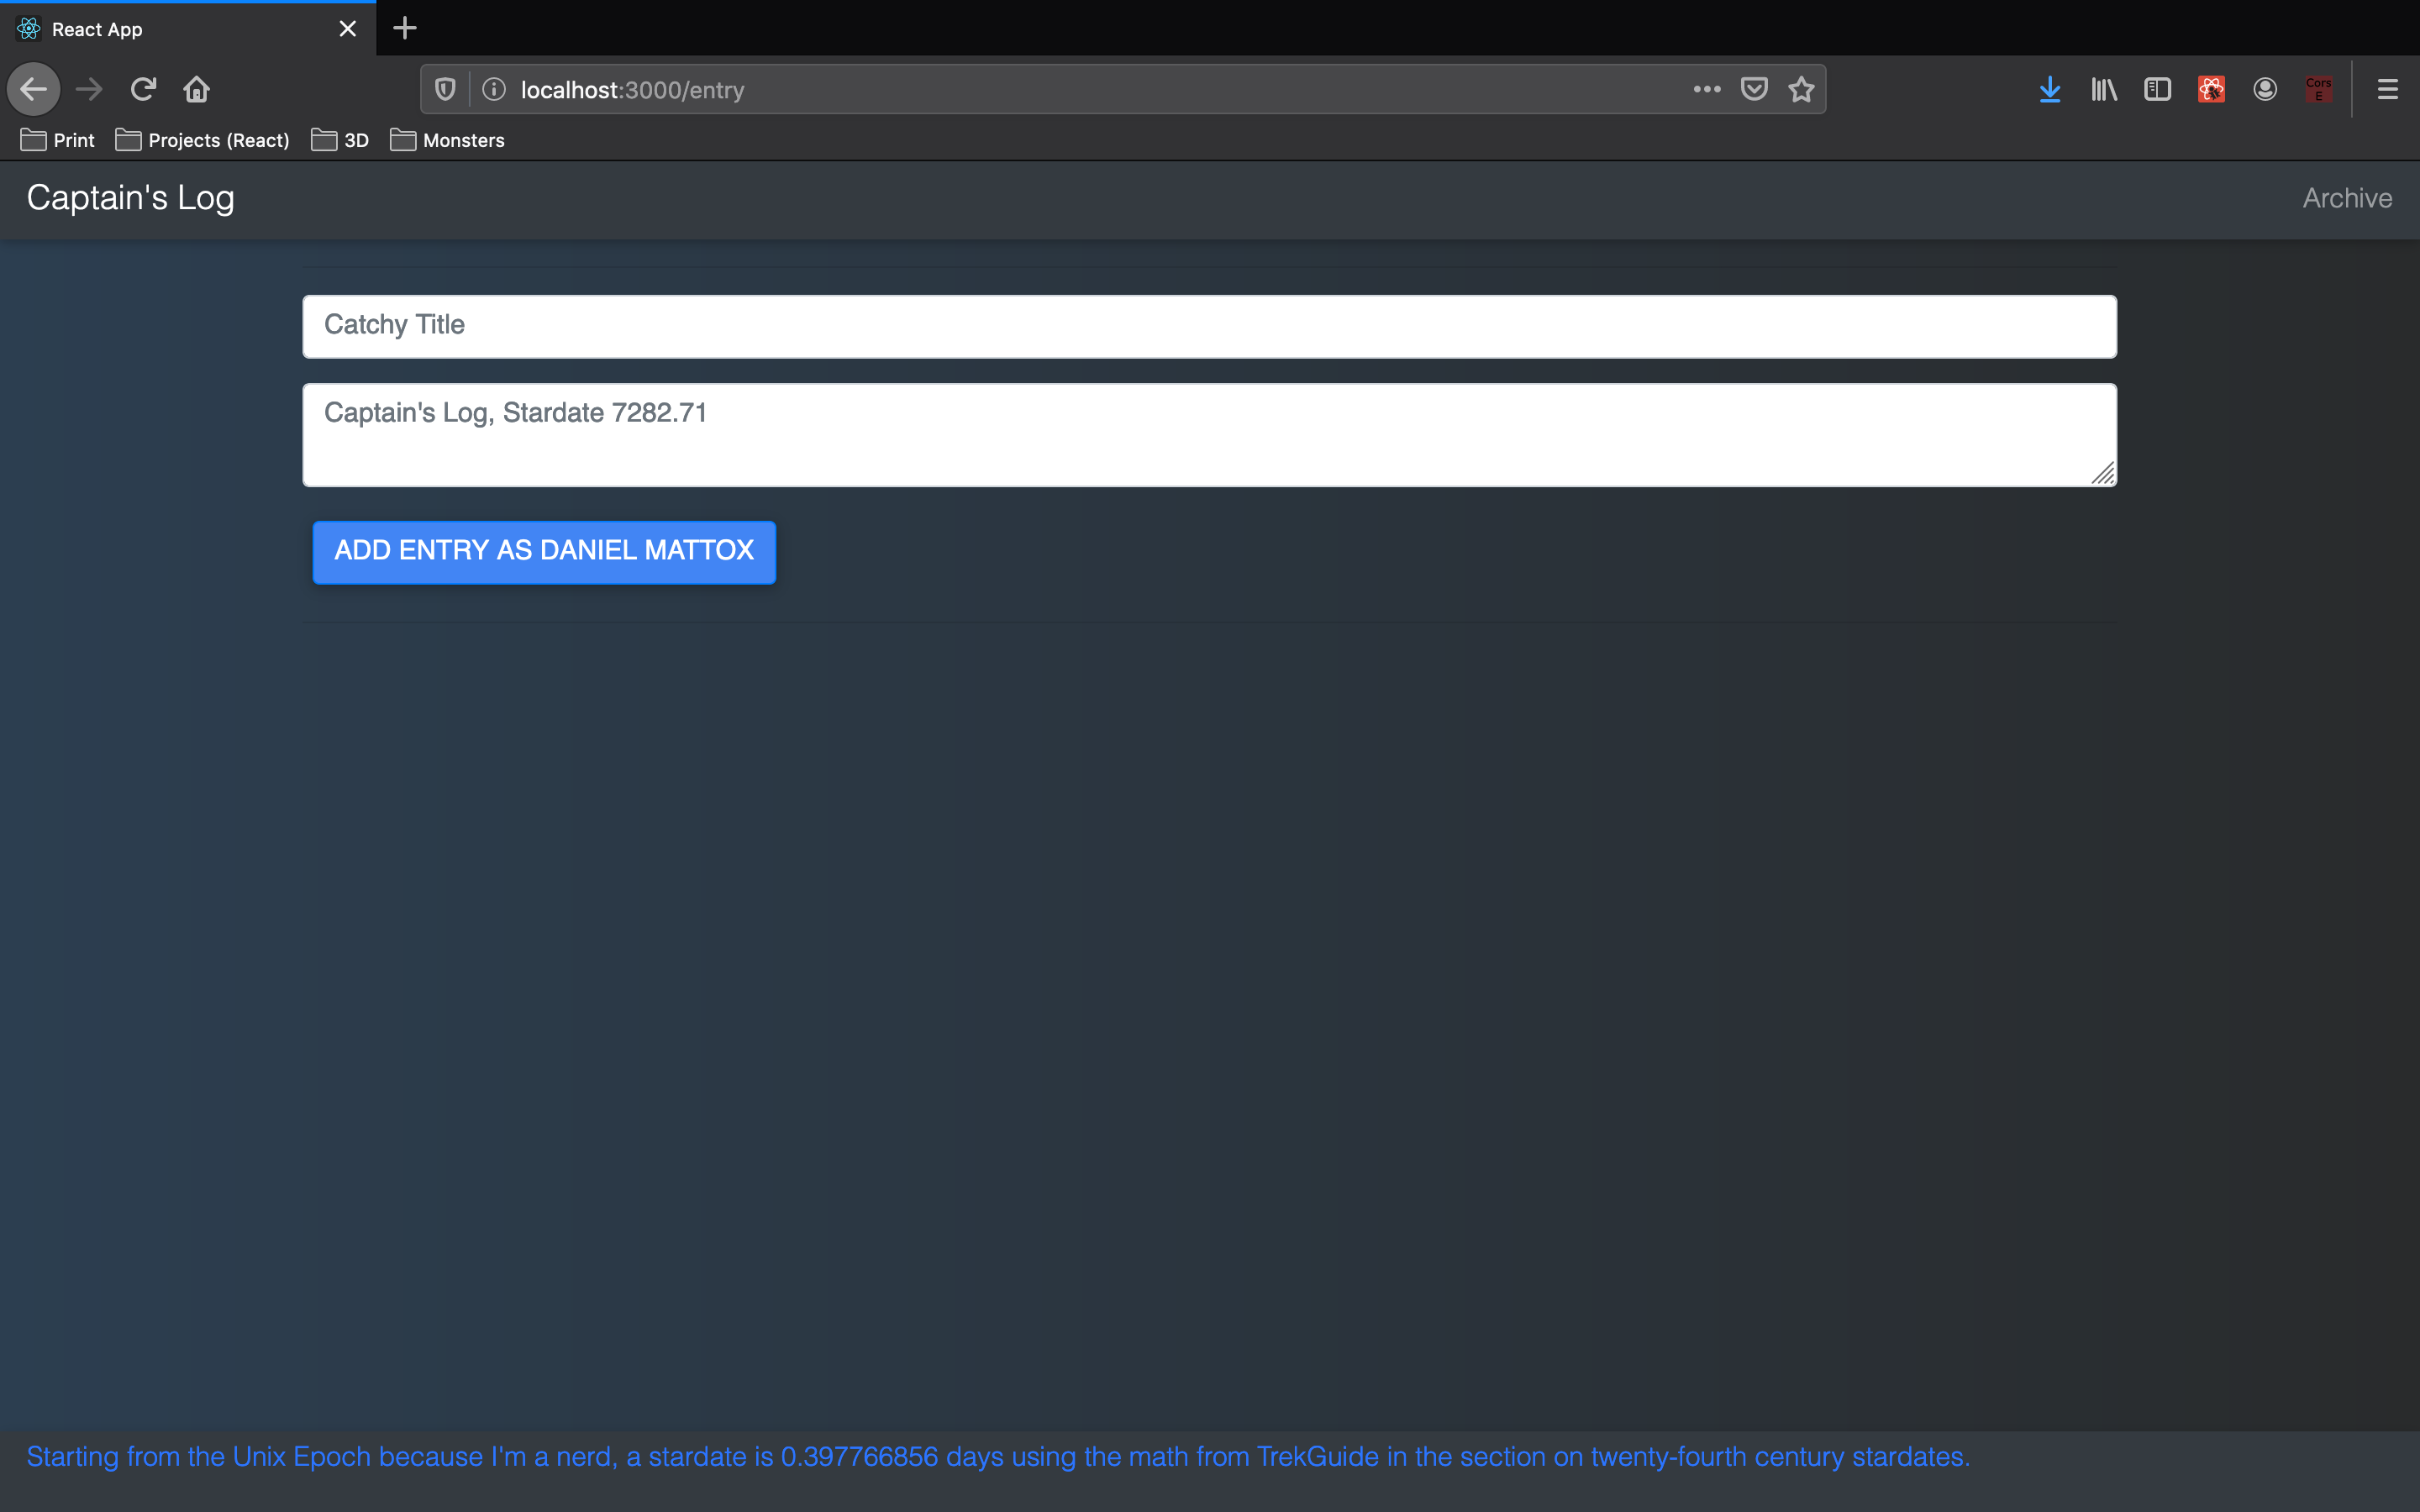 React App
localhost:3000/entry
Cors
E
Print
Projects (React)
3D
Monsters
Captain's Log
Archive
Catchy Title
Captain's Log, Stardate 7282.71
ADD ENTRY AS DANIEL MATTOX
Starting from the Unix Epoch because I'm a nerd, a stardate is 0.397766856 days using the math from TrekGuide in the section on twenty-fourth century stardates.